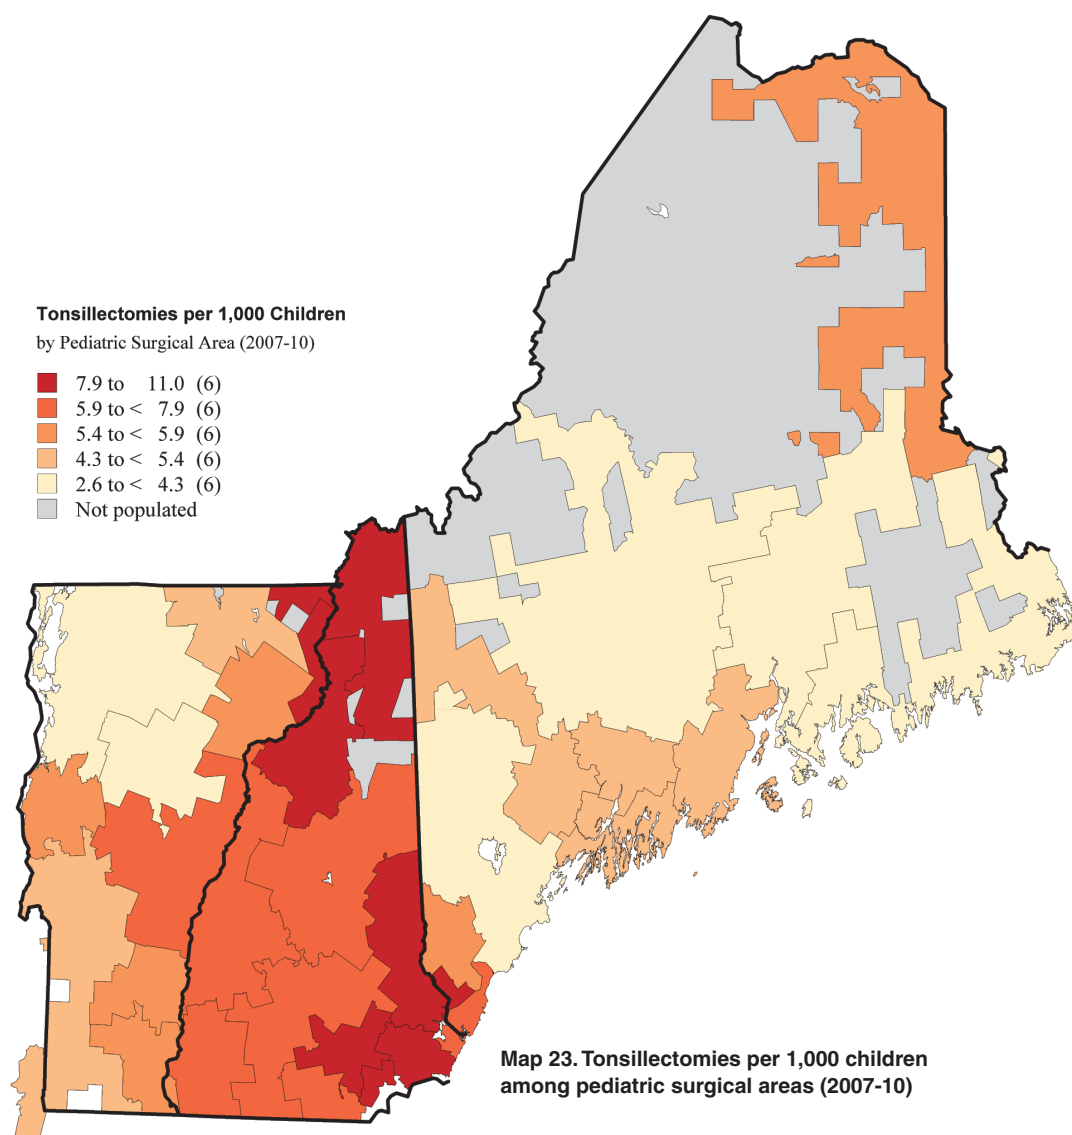 Tonsillectomies per 1,000 Children
by Pediatric Surgical Area (2007-10)
7.9 to 11.0 (6)
5.9 to < 7.9 (6)
5.4 to < 5.9 (6)
4.3 to < 5.4 (6)
2.6 to < 4.3 (6)
Not populated
Map 23. Tonsillectomies per 1,000 children
among pediatric surgical areas (2007-10)